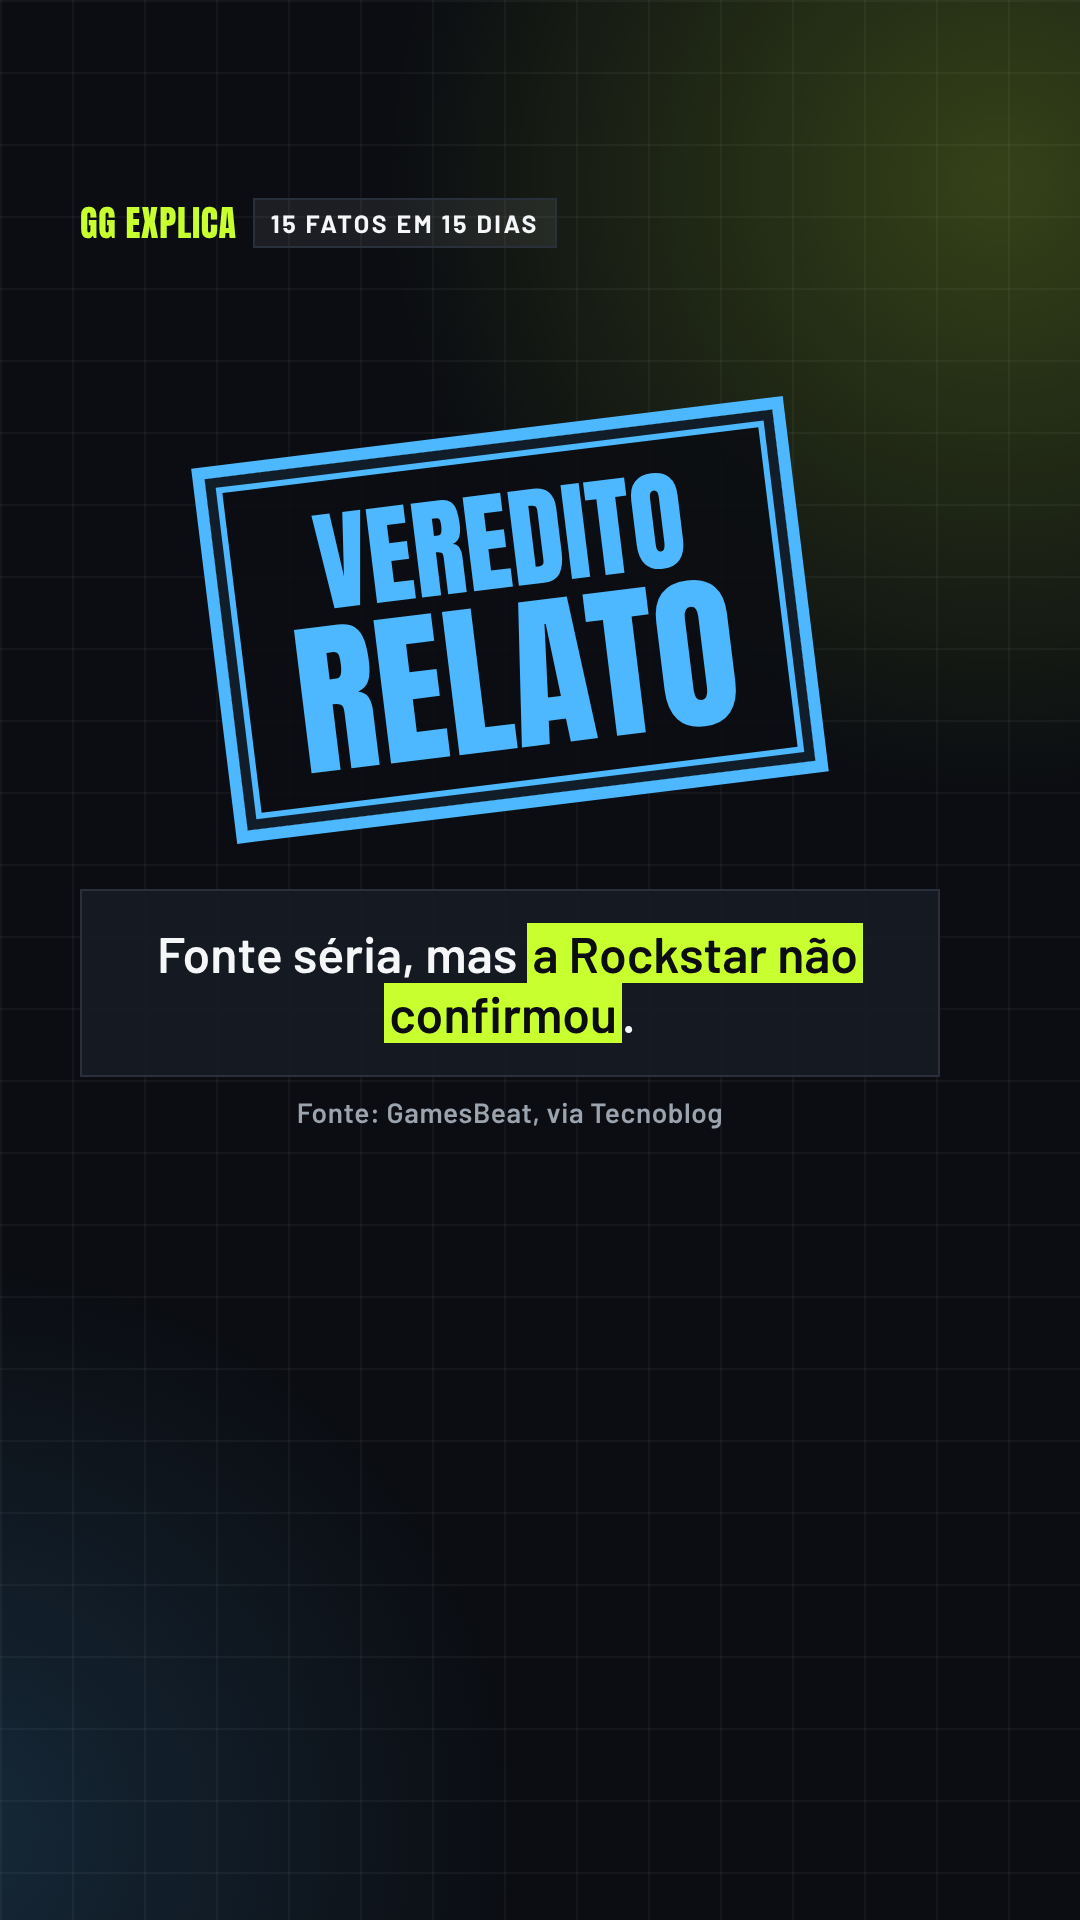 GG EXPLICA
15 FATOS EM 15 DIAS
VEREDITO
RELATO
Fonte séria, mas a Rockstar não
confirmou.
Fonte: GamesBeat, via Tecnoblog